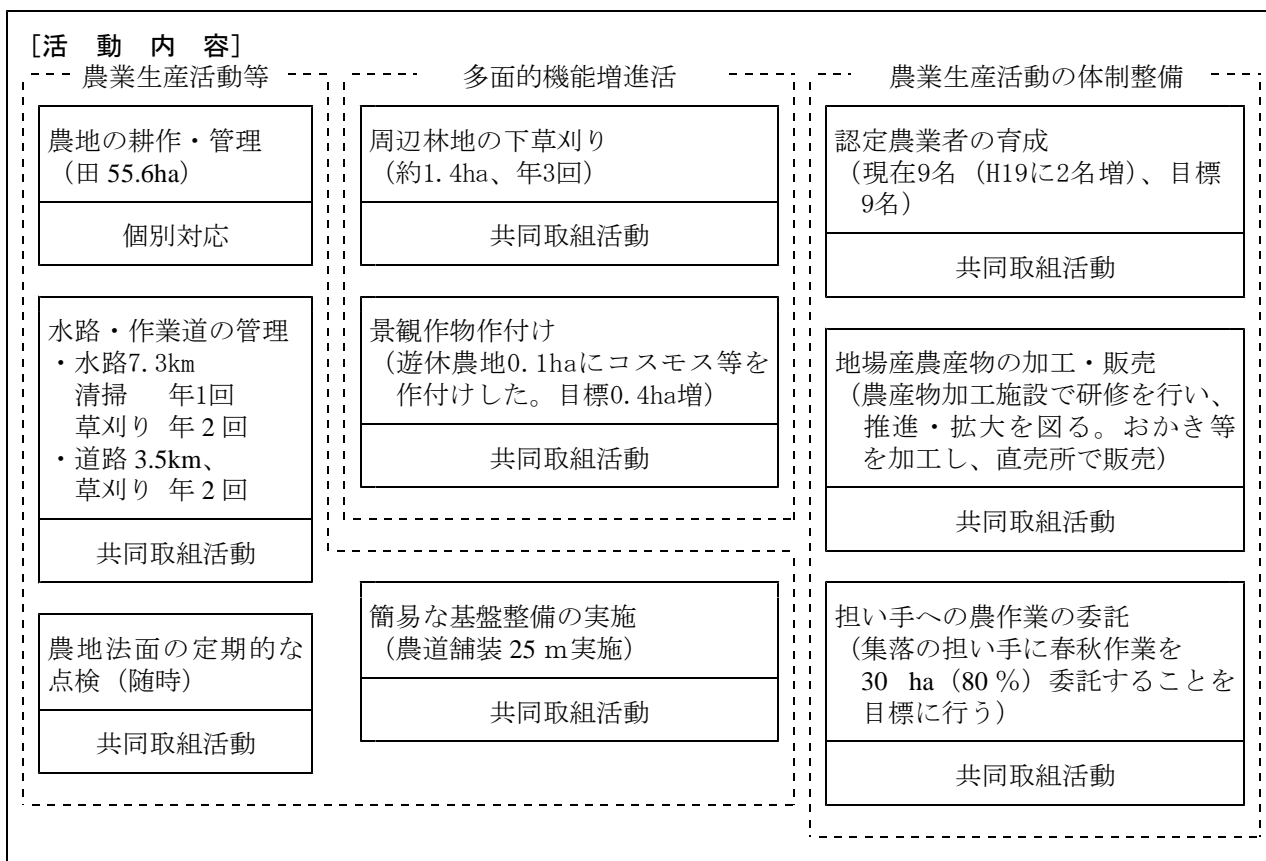 [活 動 内 容]
農業生産活動等
農地の耕作・管理
（田 55.6ha）
個別対応
水路・作業道の管理
・水路7.3km
清掃 年1回
草刈り 年２回
・道路 3.5km、
草刈り 年２回
共同取組活動
農地法面の定期的な
点検（随時）
共同取組活動
簡易な基盤整備の実施
（農道舗装 25 ｍ実施）
共同取組活動
多面的機能増進活
周辺林地の下草刈り
（約1.4ha、年3回）
共同取組活動
景観作物作付け
（遊休農地0.1haにコスモス等を
作付けした。目標0.4ha増）
共同取組活動
農業生産活動の体制整備
認定農業者の育成
（現在9名（H19に2名増）、目標
9名）
共同取組活動
地場産農産物の加工・販売
（農産物加工施設で研修を行い、
推進・拡大を図る。おかき等
を加工し、直売所で販売）
共同取組活動
担い手への農作業の委託
（集落の担い手に春秋作業を
30 ha（80 %）委託することを
目標に行う）
共同取組活動